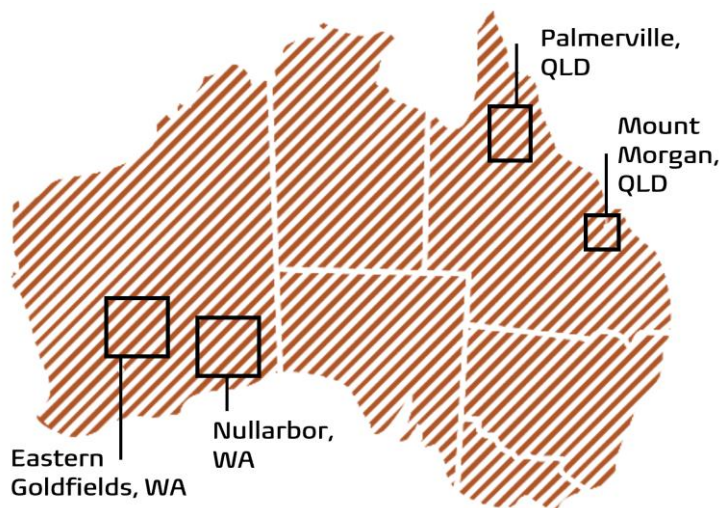 Palmerville,
QLD
Mount
Morgan,
QLD
Nullarbor,
WA
Eastern
Goldfields, WA